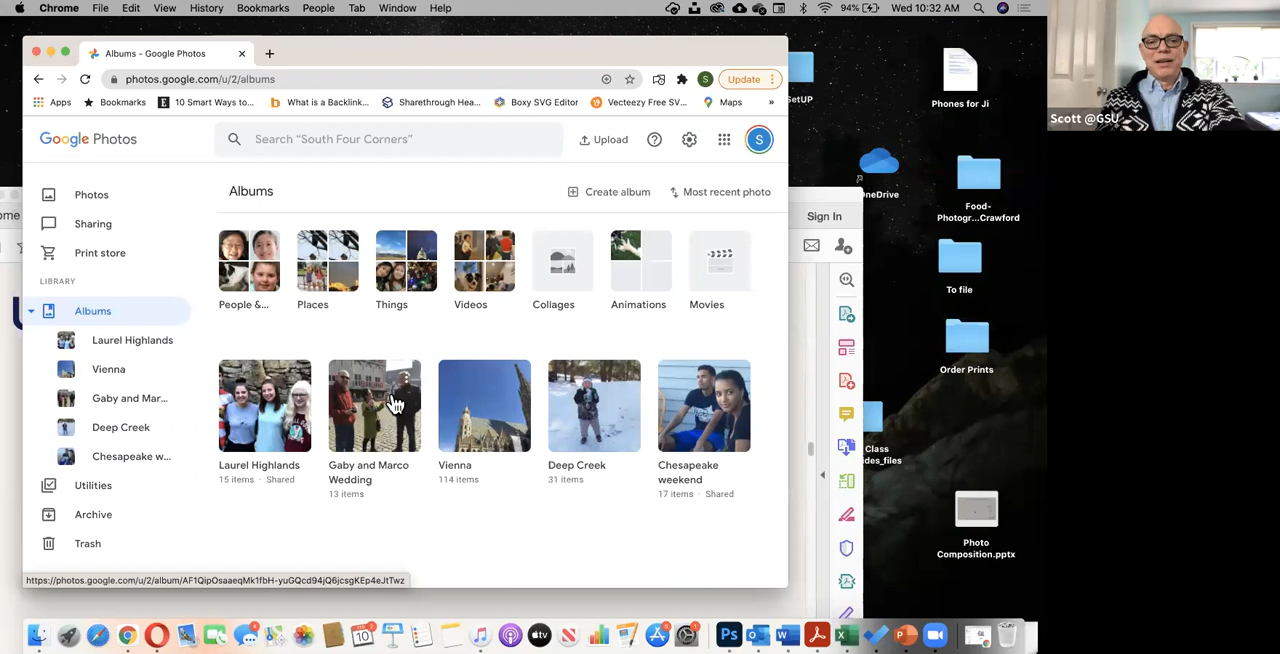 Chrome File Edit View History Bookmarks People Tab Window Help
94% Wed 10:32 AM
Albums - Google Photos
photos.google.com/u/2/albums
S Update
Apps Bookmarks 10 Smart Ways to... What is a Backlink... Sharethrough Hea... Boxy SVG Editor Vecteezy Free SV... Maps »
Google Photos
Search “South Four Corners”
Upload
S
Photos
Sharing
Print store
LIBRARY
Albums
Laurel Highlands
Vienna
Gaby and Mar...
Deep Creek
Chesapeake w...
Utilities
Archive
Trash
Albums
Create album
Most recent photo
People &...
Places
Things
Videos
Collages
Animations
Movies
Laurel Highlands
15 items · Shared
Gaby and Marco
Wedding
13 items
Vienna
114 items
Deep Creek
31 items
Chesapeake
weekend
17 items · Shared
https://photos.google.com/u/2/album/AF1QipOsaaeqMk1fbH-yuGQcd94jQ6jcsgKEp4eJtTwz
Sign In
Phones for Ji
OneDrive
Food-
Photogr...Crawford
To file
Order Prints
Class
Photo
Composition.pptx
Scott @GSU